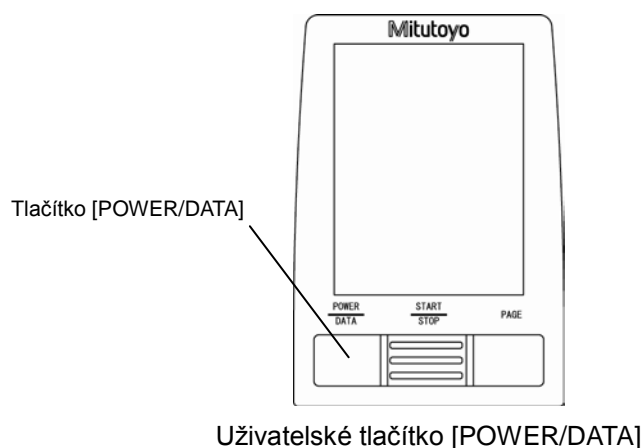 Mitutoyo
Tlačítko [POWER/DATA]
POWER
DATA
START
STOP
PAGE
Uživatelské tlačítko [POWER/DATA]